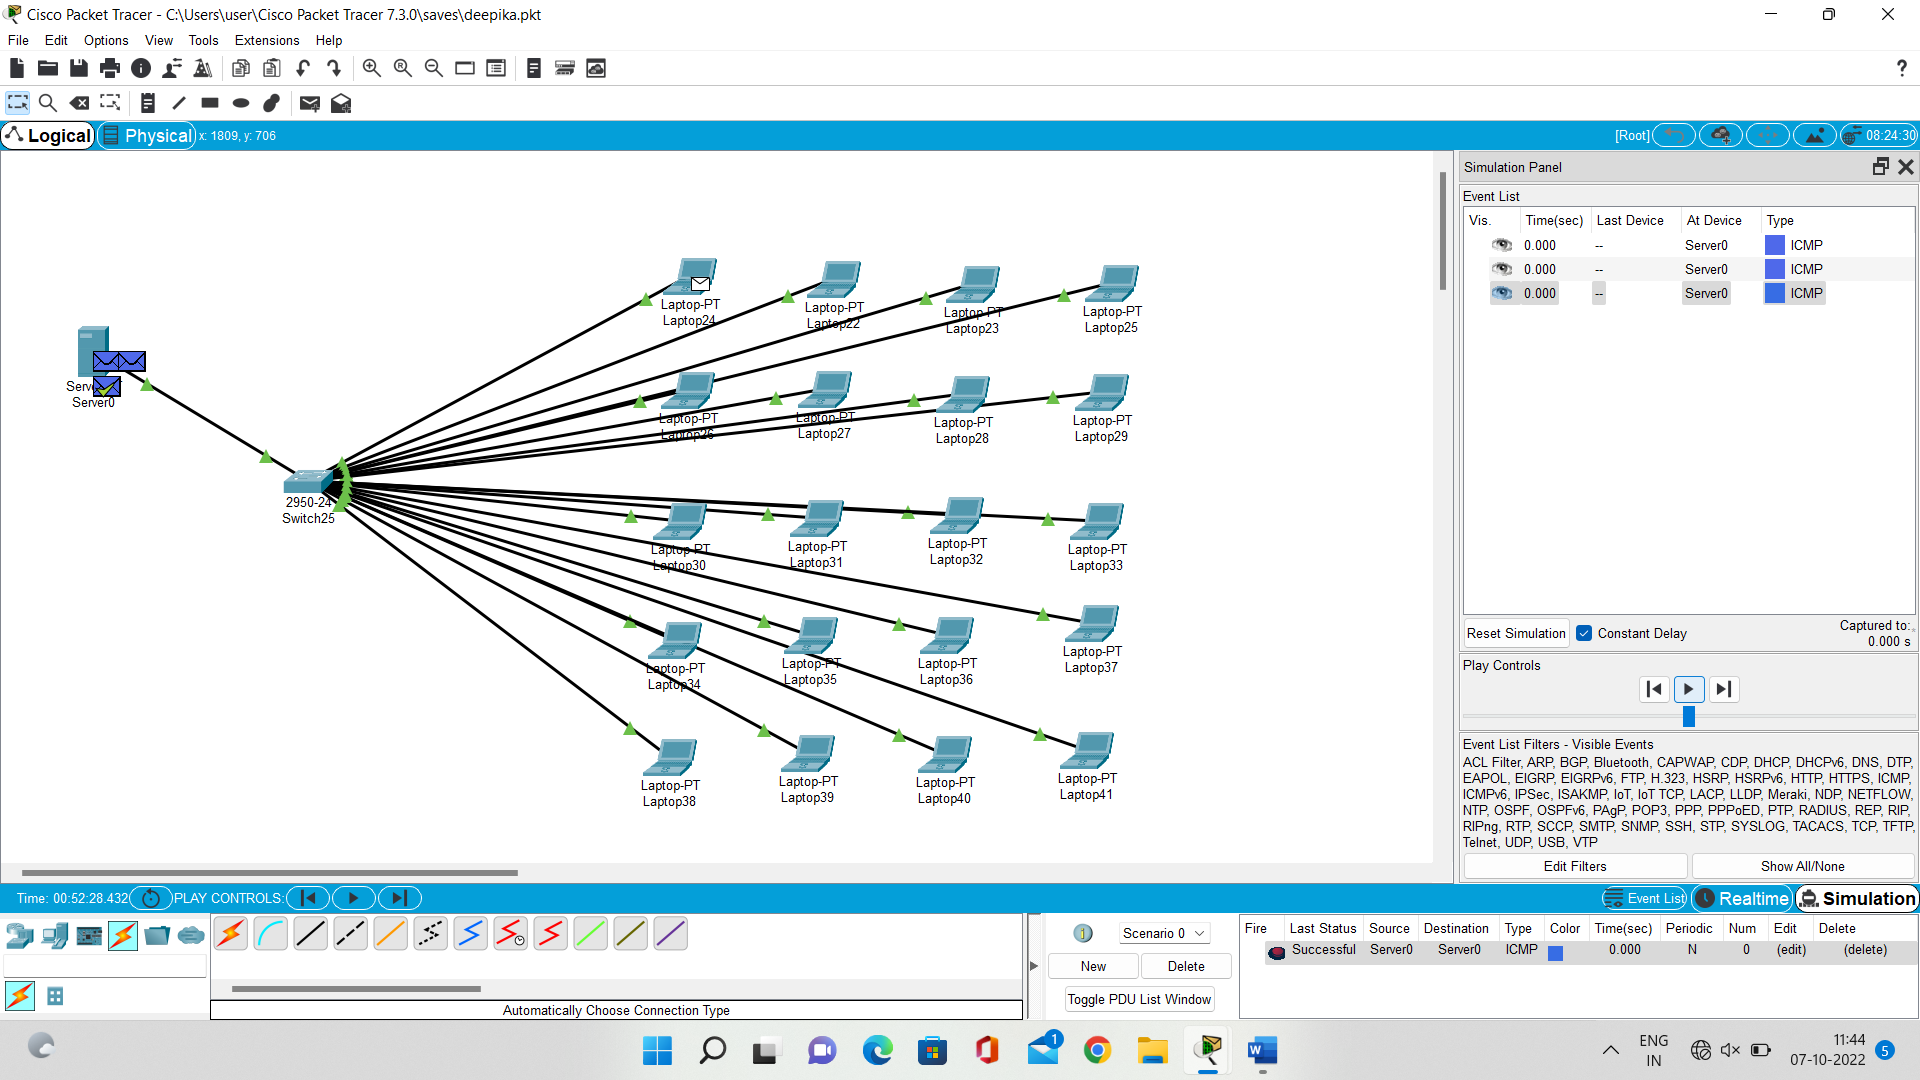 Cisco Packet Tracer - C:\Users\user\Cisco Packet Tracer 7.3.0\saves\deepika.pkt
File Edit Options View Tools Extensions Help
Logical Physical x: 1809, y: 706 [Root] 08:24:30
Simulation Panel
Event List
Vis. Time(sec) Last Device At Device Type
0.000 -- Server0 ICMP
0.000 -- Server0 ICMP
0.000 -- Server0 ICMP
Laptop-PT
Laptop24
Laptop-PT
Laptop22
Laptop-PT
Laptop23
Laptop-PT
Laptop25
Server0
Laptop-PT
Laptop26
Laptop-PT
Laptop27
Laptop-PT
Laptop28
Laptop-PT
Laptop29
2950-24
Switch25
Laptop-PT
Laptop30
Laptop-PT
Laptop31
Laptop-PT
Laptop32
Laptop-PT
Laptop33
Laptop-PT
Laptop34
Laptop-PT
Laptop35
Laptop-PT
Laptop36
Laptop-PT
Laptop37
Laptop-PT
Laptop38
Laptop-PT
Laptop39
Laptop-PT
Laptop40
Laptop-PT
Laptop41
Reset Simulation Constant Delay Captured to:
0.000 s
Play Controls
Event List Filters - Visible Events
ACL Filter, ARP, BGP, Bluetooth, CAPWAP, CDP, DHCP, DHCPv6, DNS, DTP,
EAPOL, EIGRP, EIGRPv6, FTP, H.323, HSRP, HSRPv6, HTTP, HTTPS, ICMP,
ICMPv6, IPSec, ISAKMP, IoT, IoT TCP, LACP, LLDP, Meraki, NDP, NETFLOW,
NTP, OSPF, OSPFv6, PAgP, POP3, PPP, PPPoED, PTP, RADIUS, REP, RIP,
RIPng, RTP, SCCP, SMTP, SNMP, SSH, STP, SYSLOG, TACACS, TCP, TFTP,
Telnet, UDP, USB, VTP
Edit Filters Show All/None
Time: 00:52:28.432 PLAY CONTROLS: Event List Realtime Simulation
Scenario 0
New Delete
Toggle PDU List Window
Fire Last Status Source Destination Type Color Time(sec) Periodic Num Edit Delete
Successful Server0 Server0 ICMP 0.000 N 0 (edit) (delete)
Automatically Choose Connection Type
1
ENG
IN
11:44
07-10-2022
5